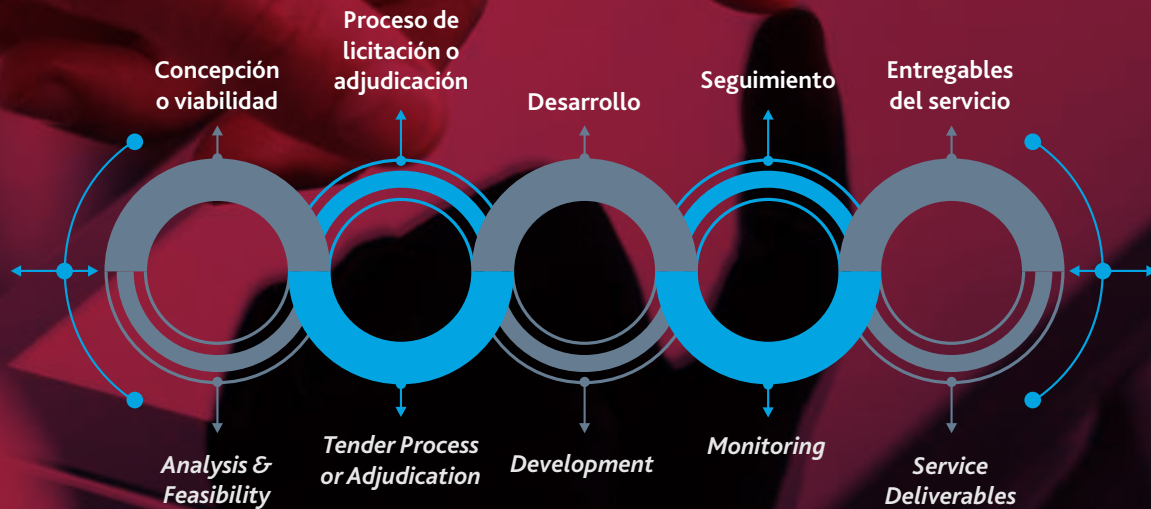 Concepción
o viabilidad
Proceso de
licitación o
adjudicación
Desarrollo
Seguimiento
Entregables
del servicio
Analysis &
Feasibility
Tender Process
or Adjudication
Development
Monitoring
Service
Deliverables